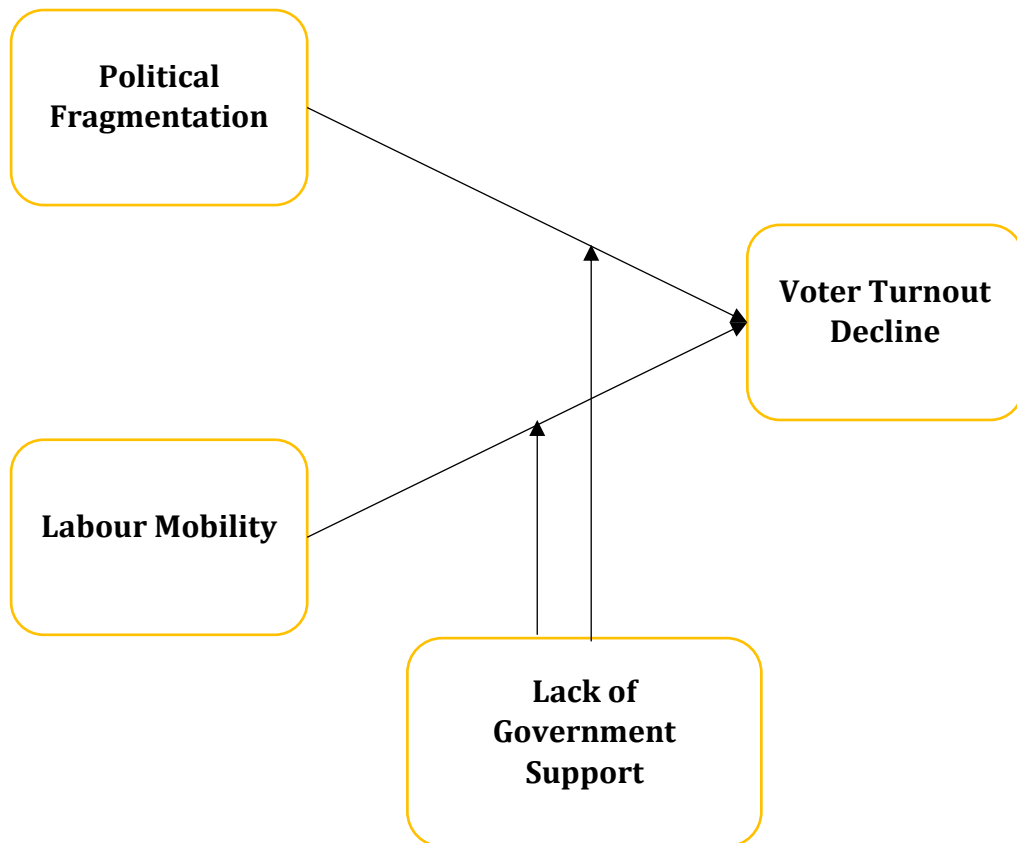 Political
Fragmentation
Voter Turnout
Decline
Labour Mobility
Lack of
Government
Support